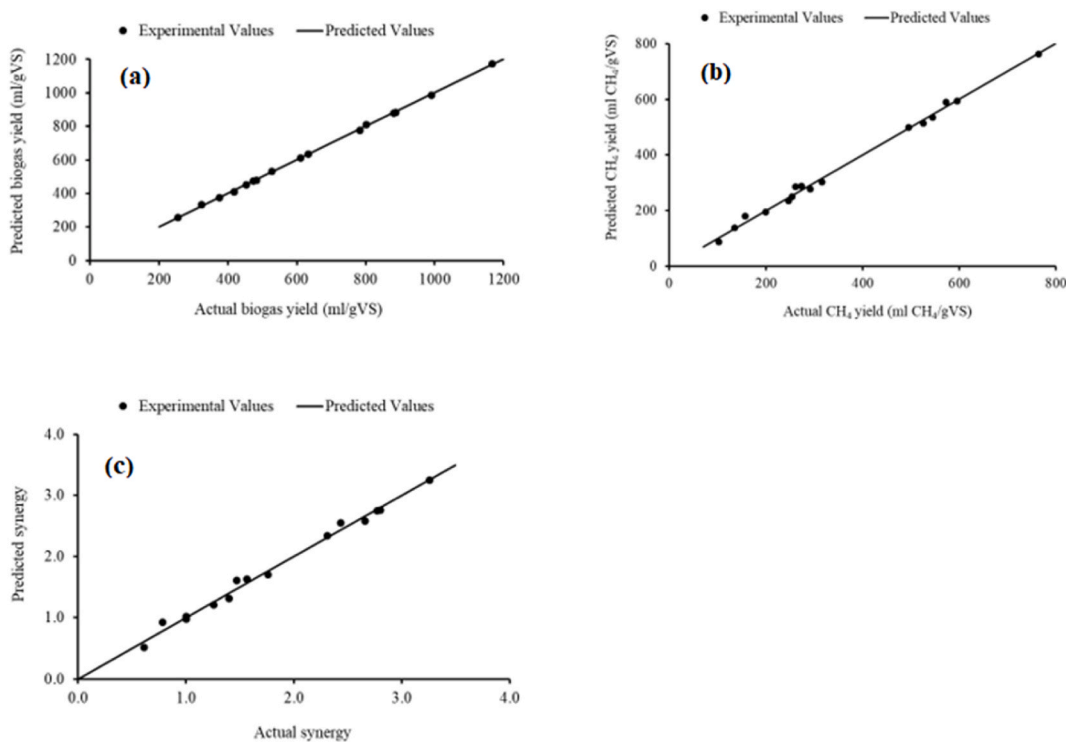 Experimental Values
Predicted Values
(a)
Predicted biogas yield (ml/gVS)
1200
1000
800
600
400
200
0
0 200 400 600 800 1000 1200
Actual biogas yield (ml/gVS)
Experimental Values
Predicted Values
(b)
Predicted CH₄ yield (ml CH₄/gVS)
800
600
400
200
0
0 200 400 600 800
Actual CH₄ yield (ml CH₄/gVS)
Experimental Values
Predicted Values
(c)
Predicted synergy
4.0
3.0
2.0
1.0
0.0
0.0 1.0 2.0 3.0 4.0
Actual synergy